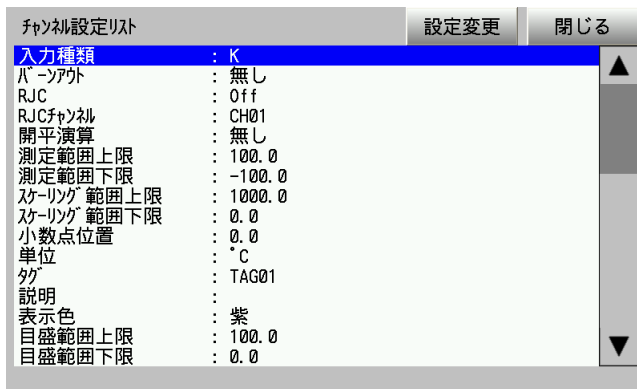 ﾁｬﾝﾈﾙ設定ﾘｽﾄ 設定変更 閉じる
入力種類 : K
ﾊﾞｰﾝｱｳﾄ : 無し
RJC : Off
RJCﾁｬﾝﾈﾙ : CH01
開平演算 : 無し
測定範囲上限 : 100.0
測定範囲下限 : -100.0
ｽｹｰﾘﾝｸﾞ範囲上限 : 1000.0
ｽｹｰﾘﾝｸﾞ範囲下限 : 0.0
小数点位置 : 0.0
単位 : ﾟC
ﾀｸﾞ : TAG01
説明 :
表示色 : 紫
目盛範囲上限 : 100.0
目盛範囲下限 : 0.0